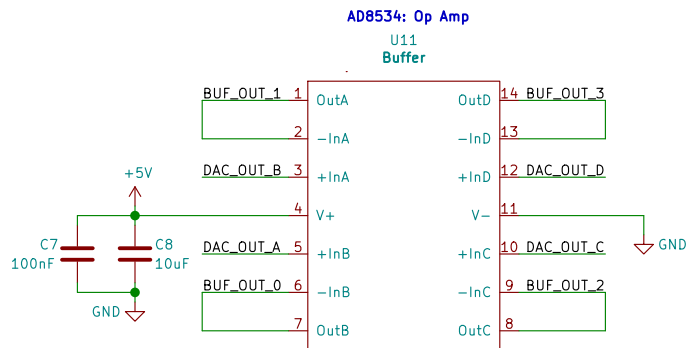 AD8534: Op Amp
U11
Buffer
BUF_OUT_1 1 OutA OutD 14 BUF_OUT_3
2 -InA -InD 13
DAC_OUT_B 3 +InA +InD 12 DAC_OUT_D
+5V
4 V+ V- 11
C7 C8 DAC_OUT_A 5 +InB +InC 10 DAC_OUT_C GND
100nF 10uF
BUF_OUT_0 6 -InB -InC 9 BUF_OUT_2
GND
7 OutB OutC 8